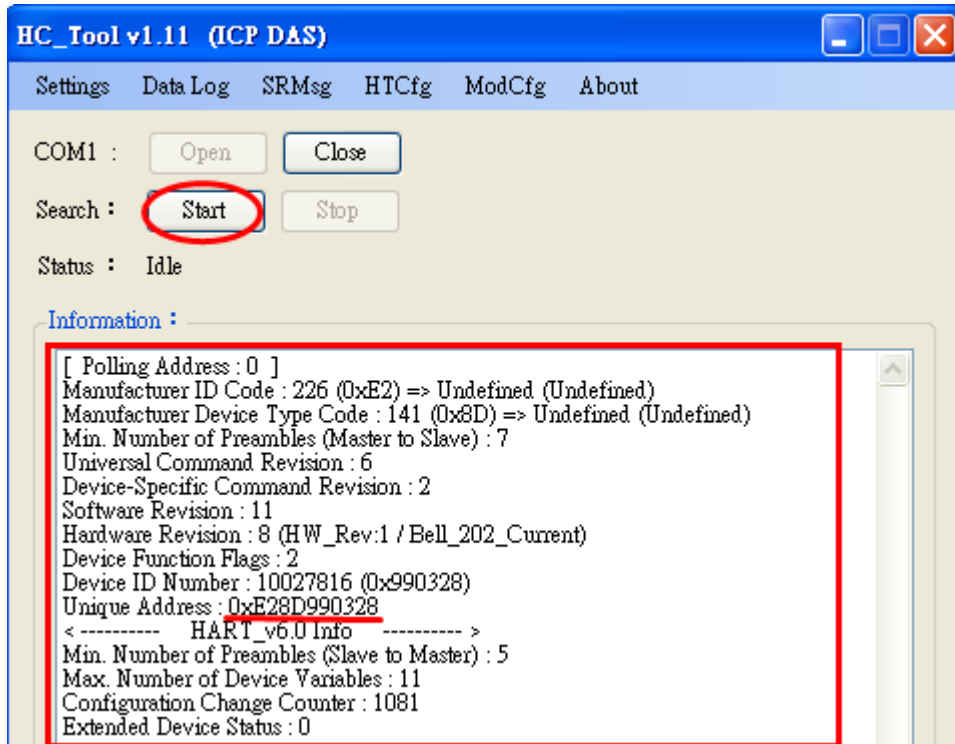 HC_Tool v1.11 (ICP DAS)
Settings Data Log SRMsg HTCfg ModCfg About
COM1 : Open Close
Search : Start Stop
Status : Idle
Information :
[ Polling Address : 0 ]
Manufacturer ID Code : 226 (0xE2) => Undefined (Undefined)
Manufacturer Device Type Code : 141 (0x8D) => Undefined (Undefined)
Min. Number of Preambles (Master to Slave) : 7
Universal Command Revision : 6
Device-Specific Command Revision : 2
Software Revision : 11
Hardware Revision : 8 (HW_Rev:1 / Bell_202_Current)
Device Function Flags : 2
Device ID Number : 10027816 (0x990328)
Unique Address : 0xE28D990328
< ---------- HART_v6.0 Info ---------- >
Min. Number of Preambles (Slave to Master) : 5
Max. Number of Device Variables : 11
Configuration Change Counter : 1081
Extended Device Status : 0